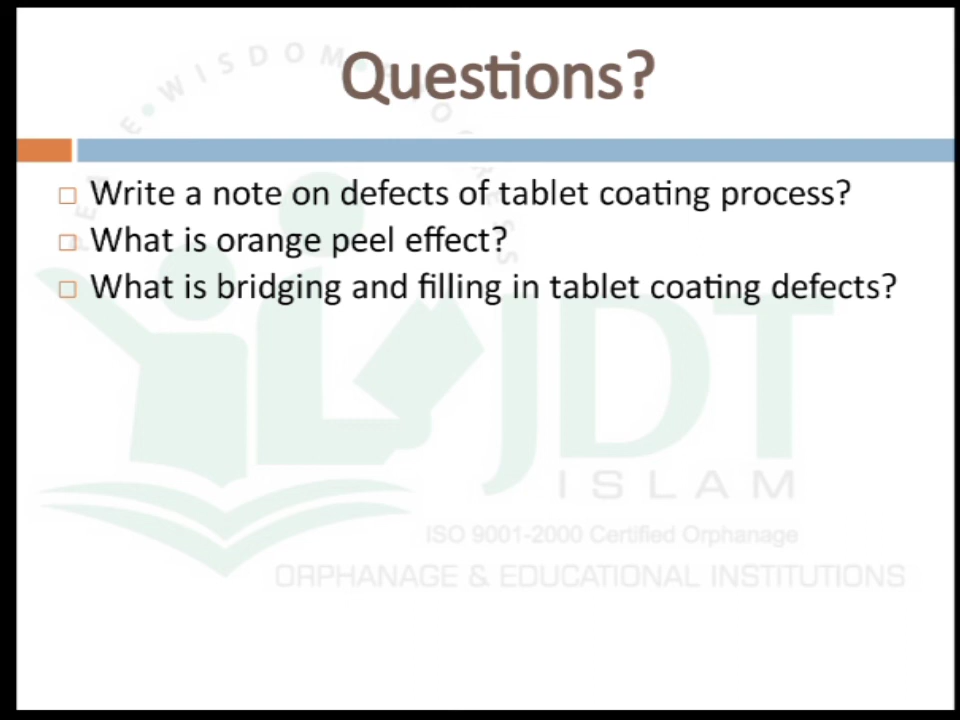 Questions?
Write a note on defects of tablet coating process?
What is orange peel effect?
What is bridging and filling in tablet coating defects?
JDT
ISLAM
ISO 9001-2000 Certified Orphanage
ORPHANAGE & EDUCATIONAL INSTITUTIONS